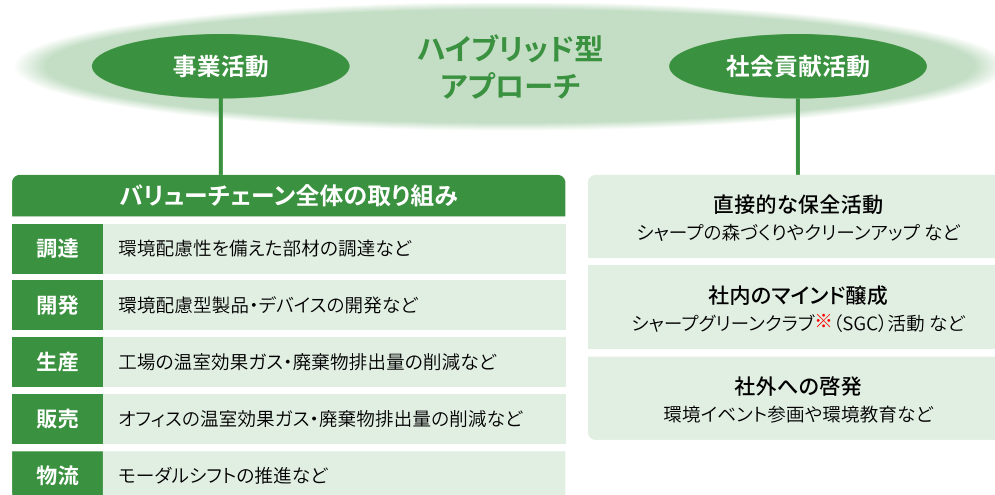 ハイブリッド型
アプローチ
事業活動
社会貢献活動
バリューチェーン全体の取り組み
調達 環境配慮性を備えた部材の調達など
開発 環境配慮型製品・デバイスの開発など
生産 工場の温室効果ガス・廃棄物排出量の削減など
販売 オフィスの温室効果ガス・廃棄物排出量の削減など
物流 モーダルシフトの推進など
直接的な保全活動
シャープの森づくりやクリーンアップ など
社内のマインド醸成
シャープグリーンクラブ※（SGC）活動 など
社外への啓発
環境イベント参画や環境教育など